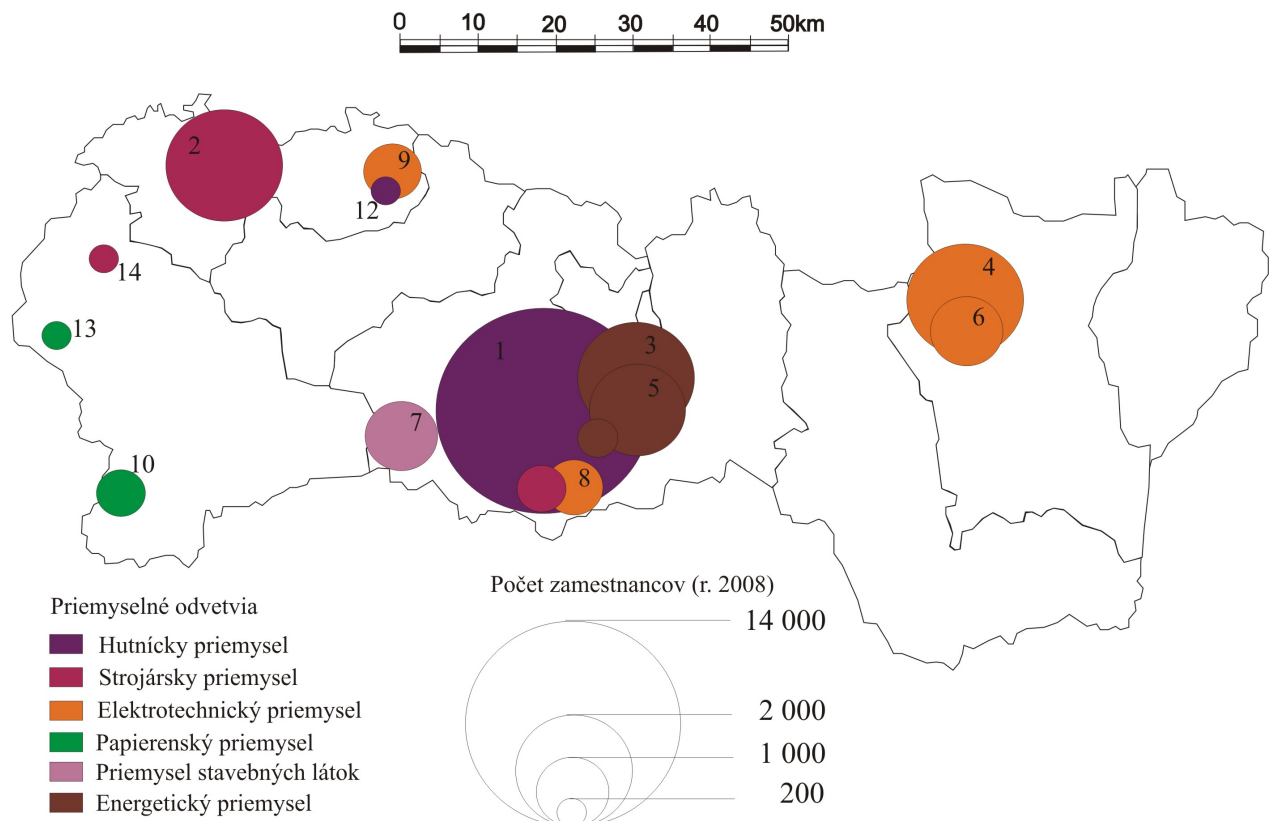 0 10 20 30 40 50km
2
9
12
14
4
13
6
1
3
5
7
10
8
Počet zamestnancov (r. 2008)
14 000
2 000
1 000
200
Priemyselné odvetvia
Hutnícky priemysel
Strojársky priemysel
Elektrotechnický priemysel
Papierenský priemysel
Priemysel stavebných látok
Energetický priemysel